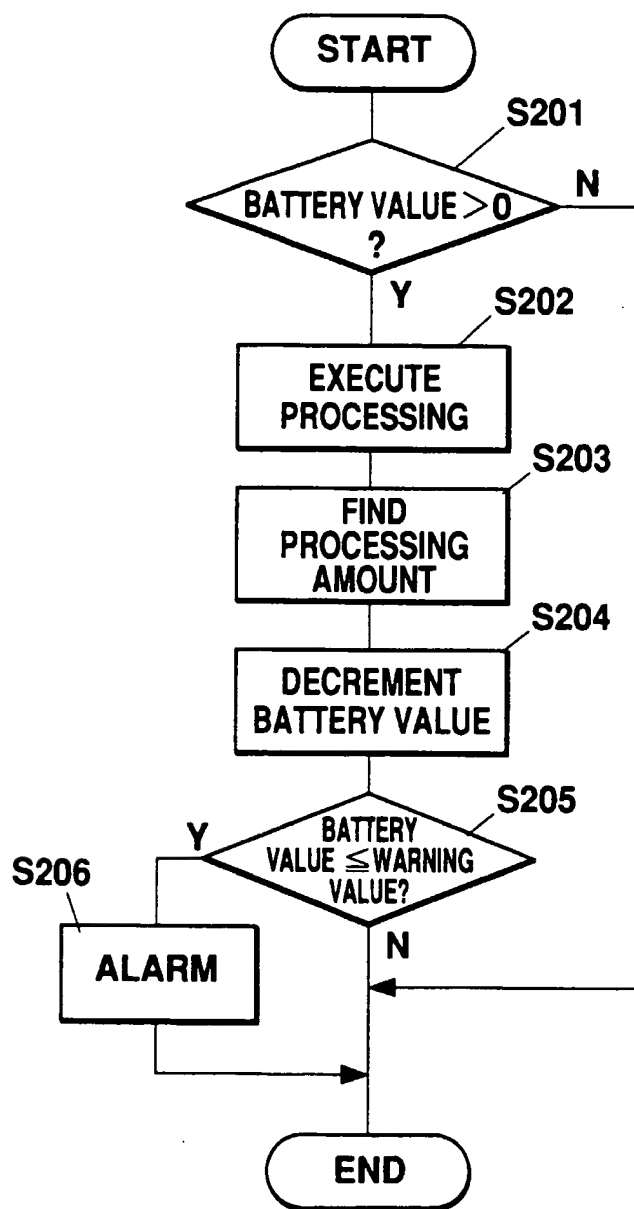 START
S201
BATTERY VALUE >0
?
N
Y
S202
EXECUTE
PROCESSING
S203
FIND
PROCESSING
AMOUNT
S204
DECREMENT
BATTERY VALUE
S205
BATTERY
VALUE ≦ WARNING
VALUE?
Y
S206
N
ALARM
END